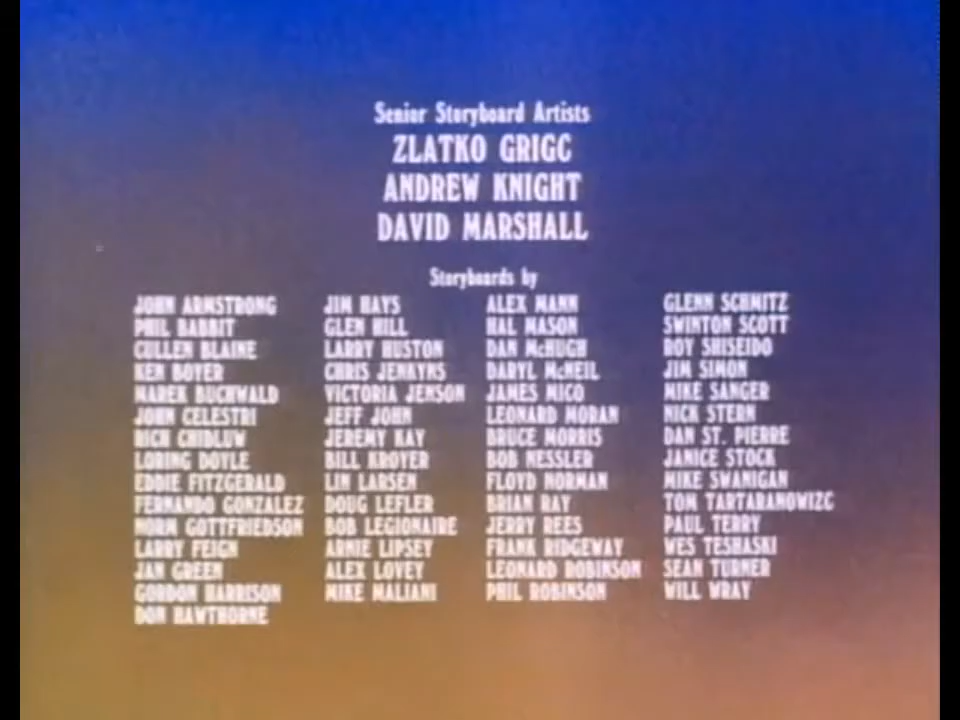 Senior Storyboard Artists
ZLATKO GRIGC
ANDREW KNIGHT
DAVID MARSHALL
Storyboards by
JOHN ARMSTRONG
PHIL BABBIT
CULLEN BLAINE
KEN BOYER
MAREK BUCHWALD
JOHN CELESTRI
RICH CHIDLUW
LORING DOYLE
EDDIE FITZGERALD
FERNANDO GONZALEZ
NORM GOTTFRIEDSON
LARRY FEIGN
JAN GREEN
GORDON HARRISON
DON HAWTHORNE
JIM HAYS
GLEN HILL
LARRY HUSTON
CHRIS JENKYNS
VICTORIA JENSON
JEFF JOHN
JEREMY KAY
BILL KROYER
LIN LARSEN
DOUG LEFLER
BOB LEGIONAIRE
ARNIE LIPSEY
ALEX LOVEY
MIKE MALIANI
ALEX MANN
HAL MASON
DAN McHUGH
DARYL McNEIL
JAMES MICO
LEONARD MORAN
BRUCE MORRIS
BOB NESSLER
FLOYD NORMAN
BRIAN RAY
JERRY REES
FRANK RIDGEWAY
LEONARD ROBINSON
PHIL ROBINSON
GLENN SCHMITZ
SWINTON SCOTT
ROY SHISEIDO
JIM SIMON
MIKE SANGER
NICK STERN
DAN ST. PIERRE
JANICE STOCK
MIKE SWANIGAN
TOM TARTARANOWIZC
PAUL TERRY
WES TESHASKI
SEAN TURNER
WILL WRAY